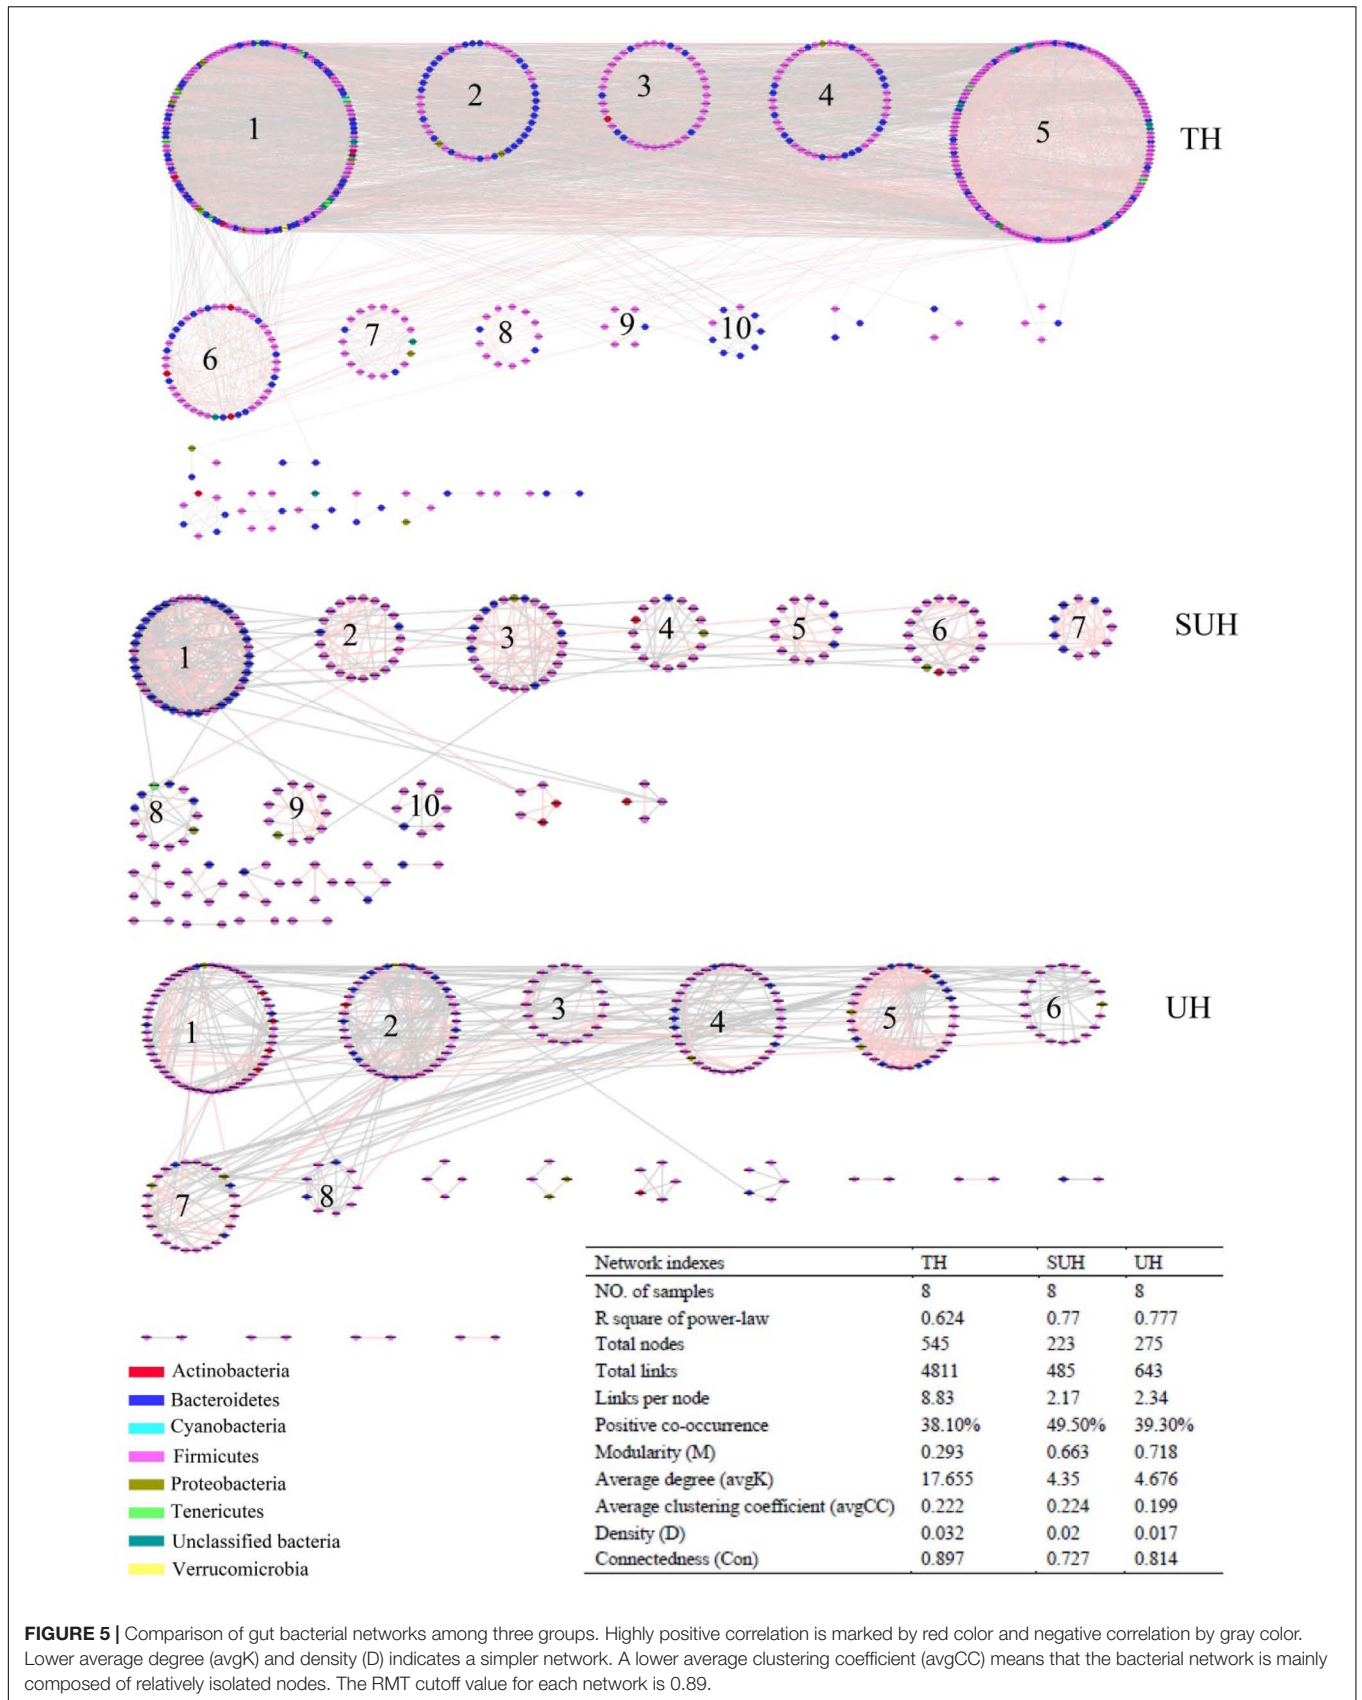 1
2
3
4
5
TH
6
7
8
9
10
1
2
3
4
5
6
7
SUH
8
9
10
1
2
3
4
5
6
UH
7
8
Network indexes TH SUH UH
NO. of samples 8 8 8
R square of power-law 0.624 0.77 0.777
Total nodes 545 223 275
Total links 4811 485 643
Links per node 8.83 2.17 2.34
Positive co-occurrence 38.10% 49.50% 39.30%
Modularity (M) 0.293 0.663 0.718
Average degree (avgK) 17.655 4.35 4.676
Average clustering coefficient (avgCC) 0.222 0.224 0.199
Density (D) 0.032 0.02 0.017
Connectedness (Con) 0.897 0.727 0.814
Actinobacteria
Bacteroidetes
Cyanobacteria
Firmicutes
Proteobacteria
Tenericutes
Unclassified bacteria
Verrucomicrobia
FIGURE 5 | Comparison of gut bacterial networks among three groups. Highly positive correlation is marked by red color and negative correlation by gray color.
Lower average degree (avgK) and density (D) indicates a simpler network. A lower average clustering coefficient (avgCC) means that the bacterial network is mainly
composed of relatively isolated nodes. The RMT cutoff value for each network is 0.89.